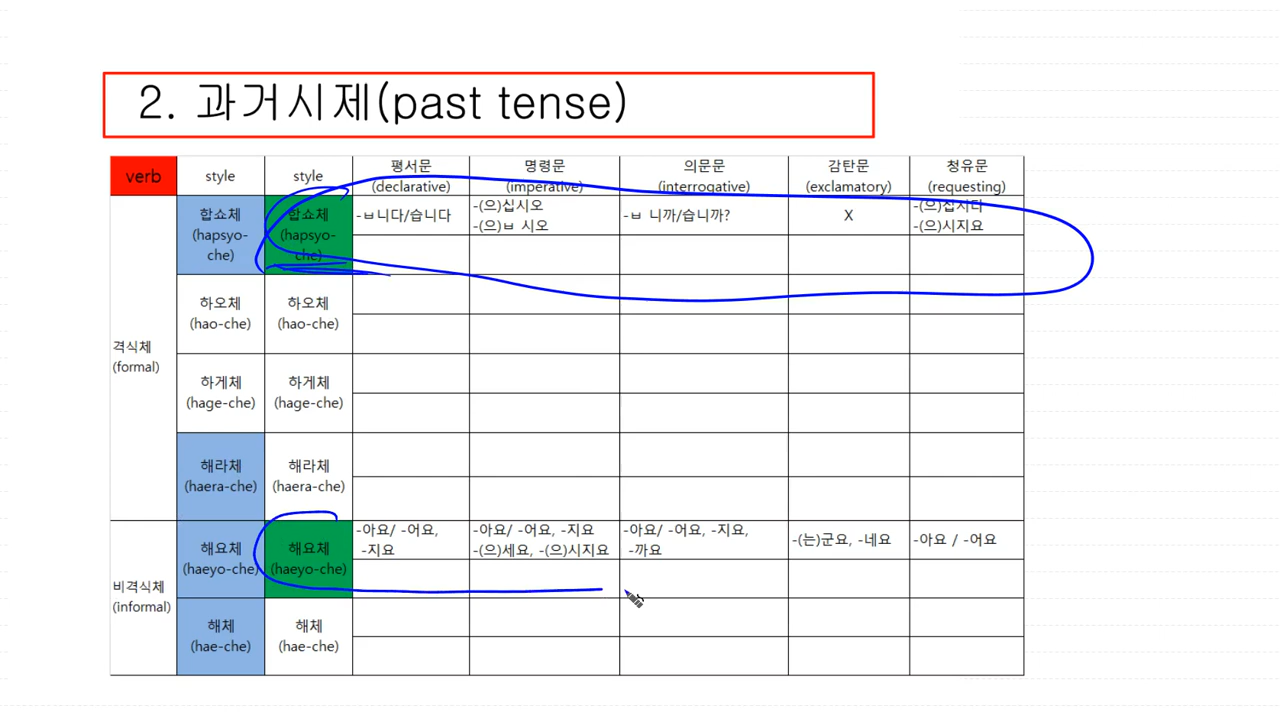 2. 과거시제(past tense)
verb
style
style
평서문
(declarative)
명령문
(imperative)
의문문
(interrogative)
감탄문
(exclamatory)
청유문
(requesting)
격식체
(formal)
합쇼체
(hapsyo-
che)
합쇼체
(hapsyo-
che)
-ㅂ니다/습니다
-(으)십시오
-(으)ㅂ 시오
-ㅂ 니까/습니까?
X
-(으)십시다
-(으)시지요
하오체
(hao-che)
하오체
(hao-che)
하게체
(hage-che)
하게체
(hage-che)
해라체
(haera-che)
해라체
(haera-che)
비격식체
(informal)
해요체
(haeyo-che)
해요체
(haeyo-che)
-아요/ -어요,
-지요
-아요/ -어요, -지요
-(으)세요, -(으)시지요
-아요/ -어요, -지요,
-까요
-(는)군요, -네요
-아요 / -어요
해체
(hae-che)
해체
(hae-che)